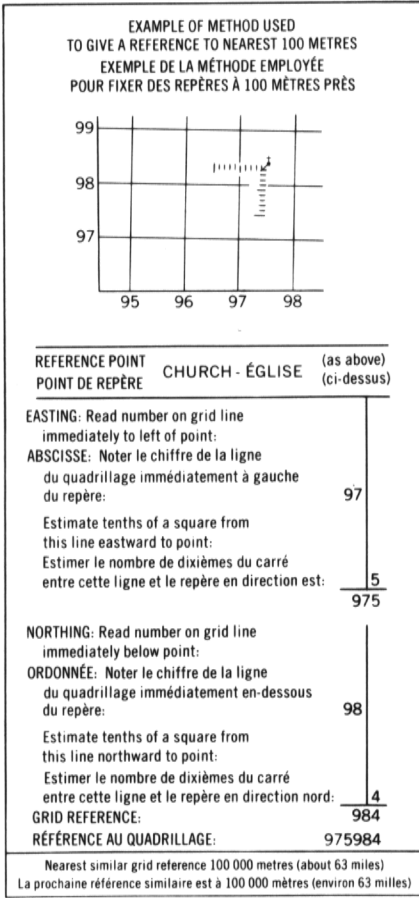 EXAMPLE OF METHOD USED
TO GIVE A REFERENCE TO NEAREST 100 METRES
EXEMPLE DE LA MÉTHODE EMPLOYÉE
POUR FIXER DES REPÈRES À 100 MÈTRES PRÈS
99
98
97
95 96 97 98
REFERENCE POINT
POINT DE REPÈRE
CHURCH - ÉGLISE
(as above)
(ci-dessus)
EASTING: Read number on grid line
immediately to left of point:
ABSCISSE: Noter le chiffre de la ligne
du quadrillage immédiatement à gauche
du repère: 97
Estimate tenths of a square from
this line eastward to point:
Estimer le nombre de dixièmes du carré
entre cette ligne et le repère en direction est: 5
975
NORTHING: Read number on grid line
immediately below point:
ORDONNÉE: Noter le chiffre de la ligne
du quadrillage immédiatement en-dessous
du repère: 98
Estimate tenths of a square from
this line northward to point:
Estimer le nombre de dixièmes du carré
entre cette ligne et le repère en direction nord: 4
GRID REFERENCE: 984
RÉFÉRENCE AU QUADRILLAGE: 975984
Nearest similar grid reference 100 000 metres (about 63 miles)
La prochaine référence similaire est à 100 000 mètres (environ 63 milles)